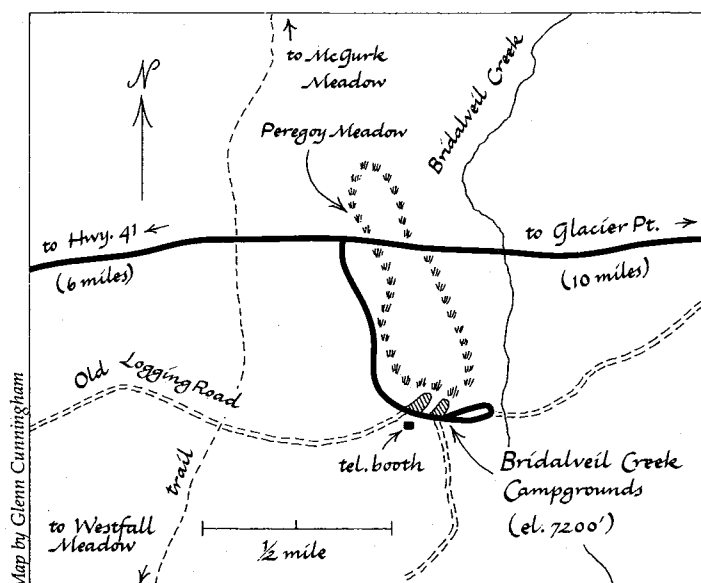 to McGurk
Meadow
N
Bridalveil Creek
Peregoy Meadow
to Hwy. 41
(6 miles)
to Glacier Pt.
(10 miles)
Old Logging Road
tel. booth
Bridalveil Creek
Campgrounds
(el. 7200')
trail
to Westfall
Meadow
1/2 mile
Map by Glenn Cunningham